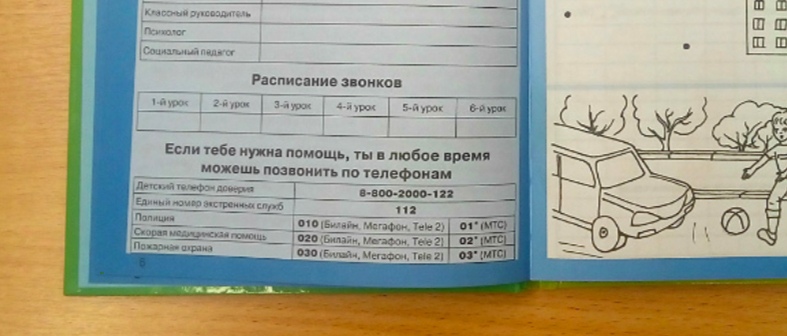 Классный руководитель
Психолог
Социальный педагог
Расписание звонков
1-й урок 2-й урок 3-й урок 4-й урок 5-й урок 6-й урок
Если тебе нужна помощь, ты в любое время
можешь позвонить по телефонам
Детский телефон доверия 8-800-2000-122
Единый номер экстренных служб 112
Полиция 010 (Билайн, Мегафон, Tele 2) 01* (МТС)
Скорая медицинская помощь 020 (Билайн, Мегафон, Tele 2) 02* (МТС)
Пожарная охрана 030 (Билайн, Мегафон, Tele 2) 03* (МТС)
6